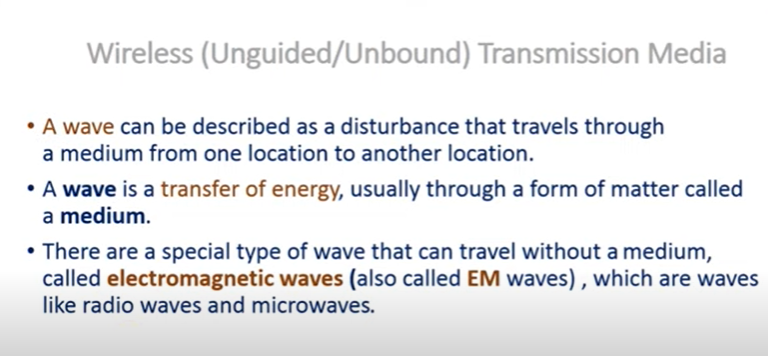 Wireless (Unguided/Unbound) Transmission Media
• A wave can be described as a disturbance that travels through
a medium from one location to another location.
• A wave is a transfer of energy, usually through a form of matter called
a medium.
• There are a special type of wave that can travel without a medium,
called electromagnetic waves (also called EM waves) , which are waves
like radio waves and microwaves.